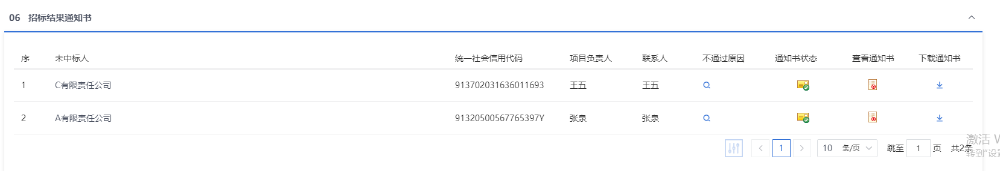 06 招标结果通知书
序 未中标人 统一社会信用代码 项目负责人 联系人 不通过原因 通知书状态 查看通知书 下载通知书
1 C有限责任公司 913702031636011693 王五 王五
2 A有限责任公司 91320500567765397Y 张泉 张泉
1 10 条/页 跳至 1 页 共2条
激活 W
转到"设置